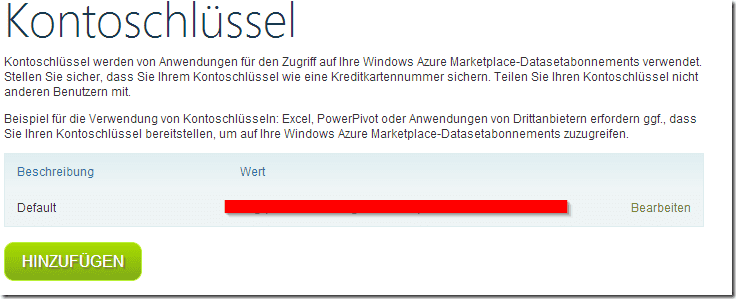 Kontoschlüssel
Kontoschlüssel werden von Anwendungen für den Zugriff auf Ihre Windows Azure Marketplace-Datasetabonnements verwendet.
Stellen Sie sicher, dass Sie Ihrem Kontoschlüssel wie eine Kreditkartennummer sichern. Teilen Sie Ihren Kontoschlüssel nicht
anderen Benutzern mit.
Beispiel für die Verwendung von Kontoschlüsseln: Excel, PowerPivot oder Anwendungen von Drittanbietern erfordern ggf., dass
Sie Ihren Kontoschlüssel bereitstellen, um auf Ihre Windows Azure Marketplace-Datasetabonnements zuzugreifen.
Beschreibung Wert
Default Bearbeiten
HINZUFÜGEN